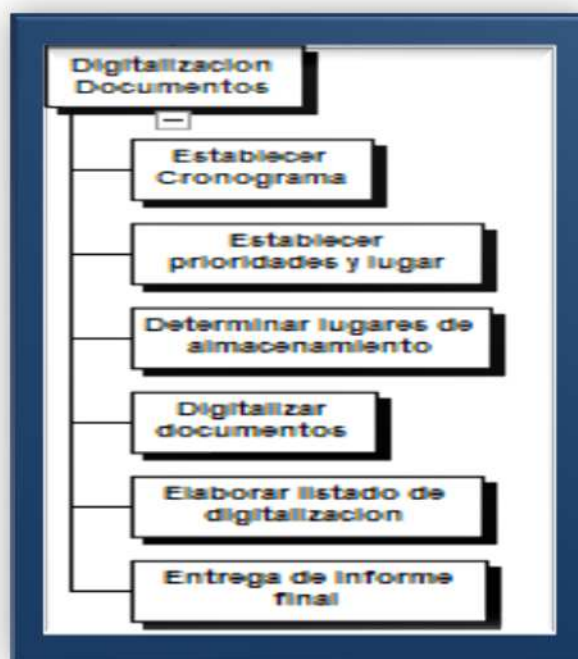 Digitalizacion
Documentos
Establecer
Cronograma
Establecer
prioridades y lugar
Determinar lugares de
almacenamiento
Digitalizar
documentos
Elaborar listado de
digitalizacion
Entrega de informe
final